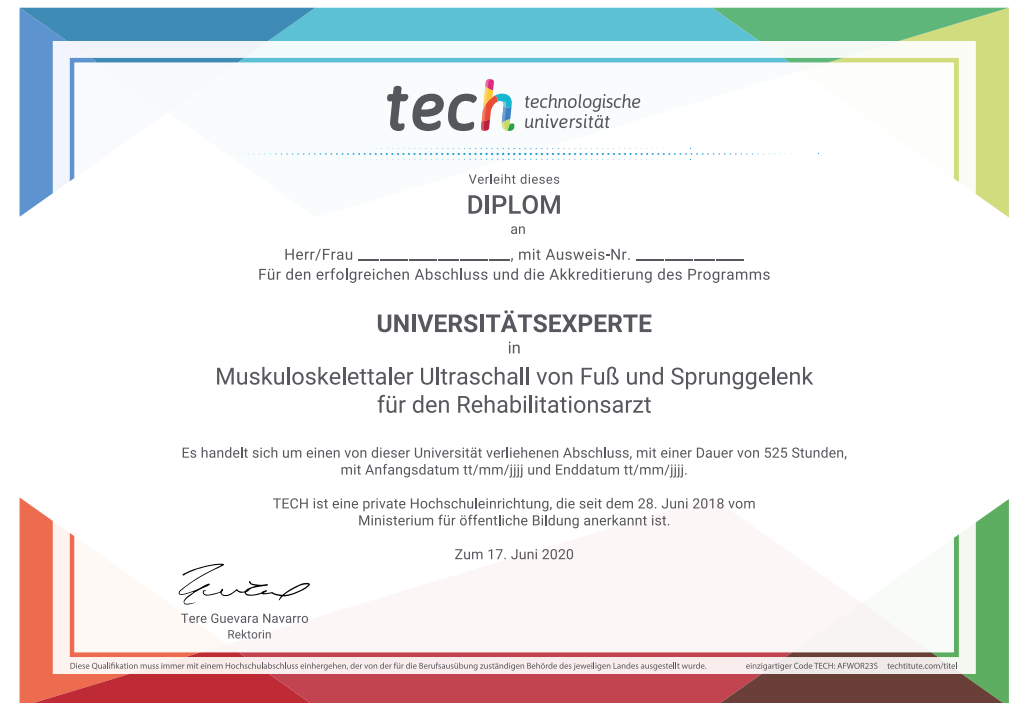 tech technologische
universität
Verleiht dieses
DIPLOM
an
Herr/Frau ____________________, mit Ausweis-Nr. ______________
Für den erfolgreichen Abschluss und die Akkreditierung des Programms
UNIVERSITÄTSEXPERTE
in
Muskuloskelettaler Ultraschall von Fuß und Sprunggelenk
für den Rehabilitationsarzt
Es handelt sich um einen von dieser Universität verliehenen Abschluss, mit einer Dauer von 525 Stunden,
mit Anfangsdatum tt/mm/jjjj und Enddatum tt/mm/jjjj.
TECH ist eine private Hochschuleinrichtung, die seit dem 28. Juni 2018 vom
Ministerium für öffentliche Bildung anerkannt ist.
Zum 17. Juni 2020
Tere Guevara Navarro
Rektorin
Diese Qualifikation muss immer mit einem Hochschulabschluss einhergehen, der von der für die Berufsausübung zuständigen Behörde des jeweiligen Landes ausgestellt wurde. einzigartiger Code TECH: AFWOR23S techtitute.com/titel